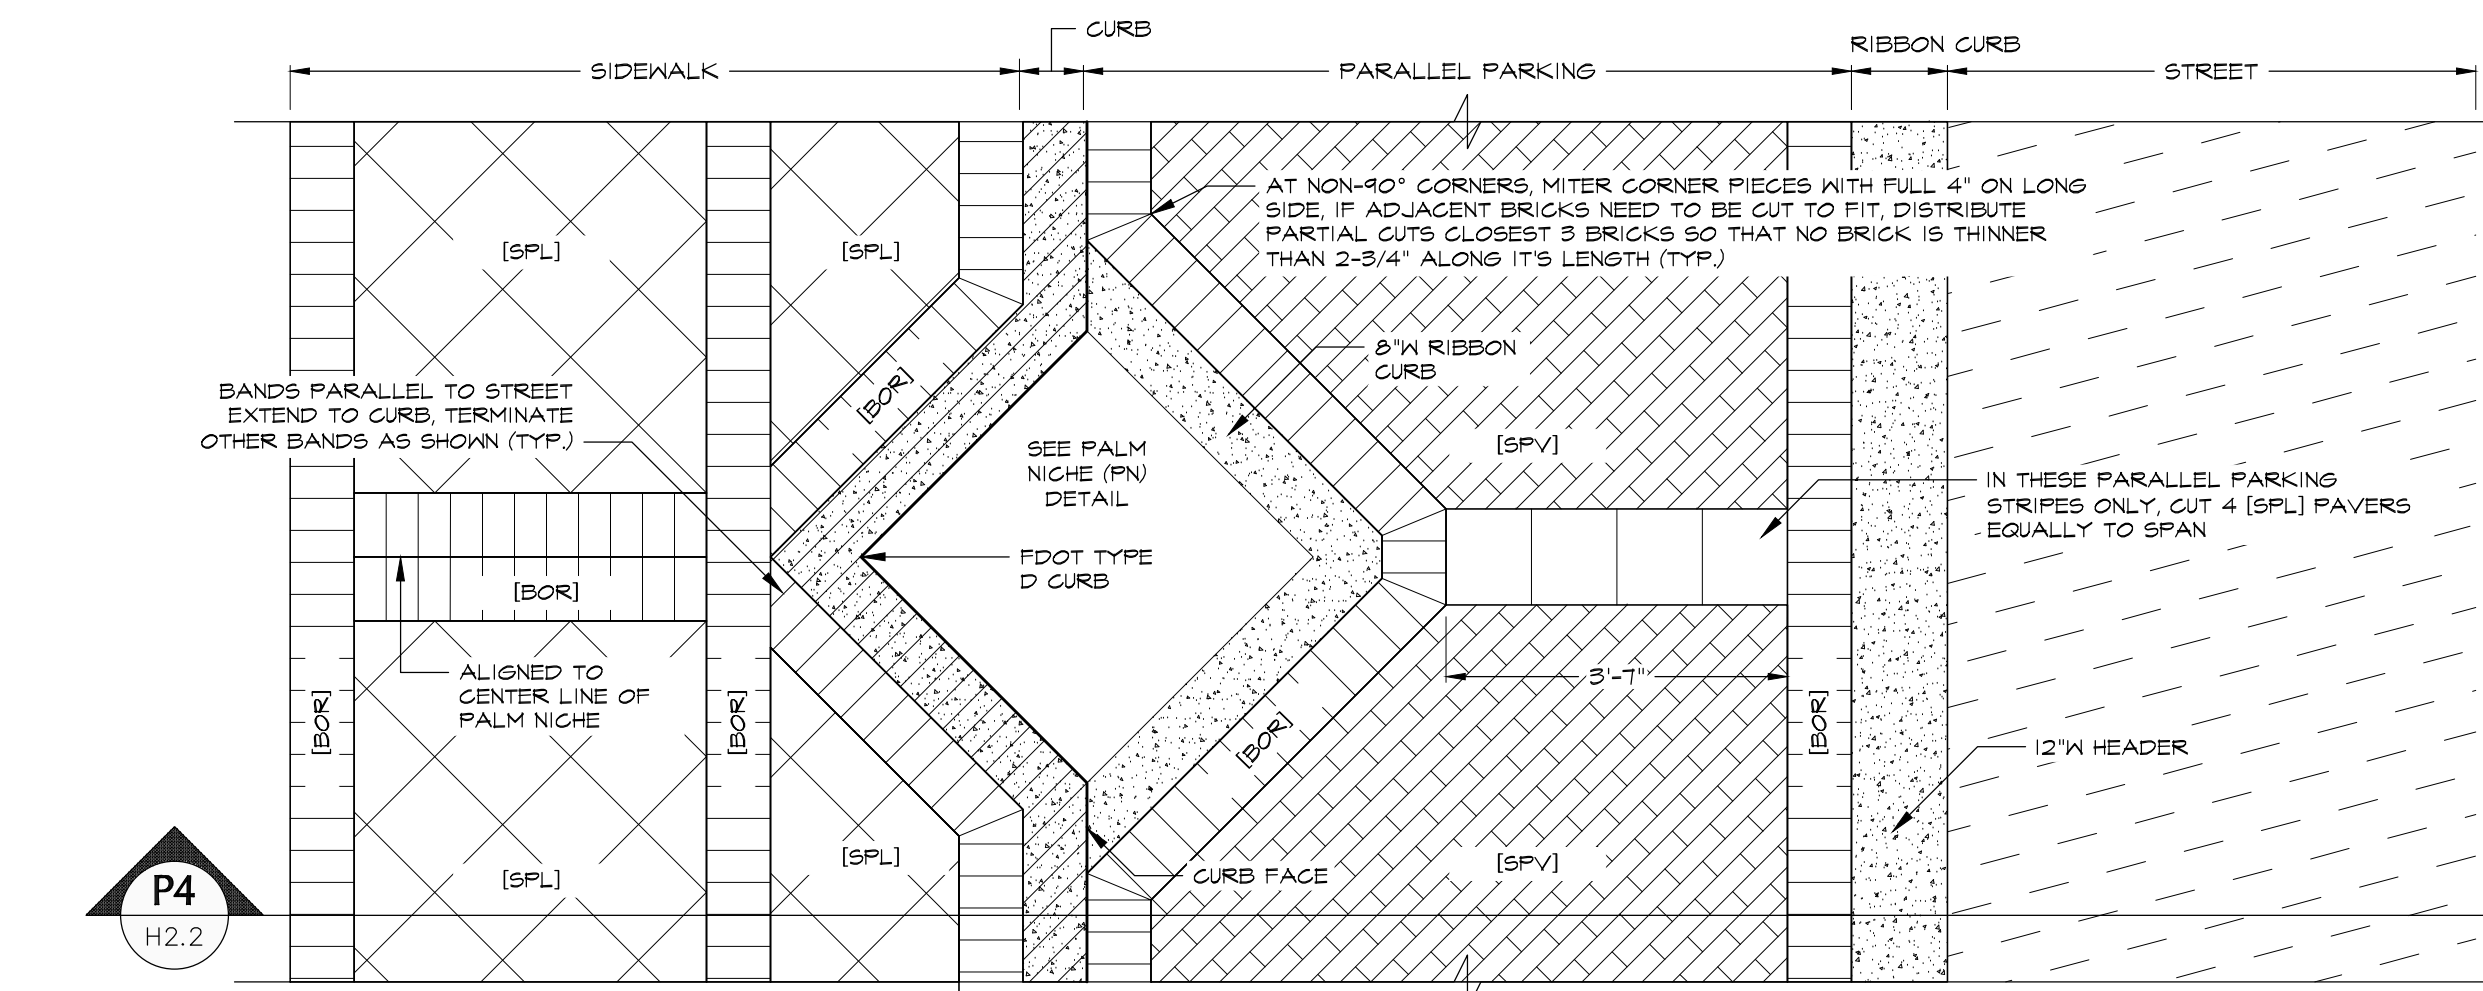 CURB
RIBBON CURB
SIDEWALK
PARALLEL PARKING
STREET
AT NON-90° CORNERS, MITER CORNER PIECES WITH FULL 4" ON LONG
SIDE, IF ADJACENT BRICKS NEED TO BE CUT TO FIT, DISTRIBUTE
PARTIAL CUTS CLOSEST 3 BRICKS SO THAT NO BRICK IS THINNER
THAN 2-3/4" ALONG IT'S LENGTH (TYP.)
[SPL]
[SPL]
8"W RIBBON
CURB
BANDS PARALLEL TO STREET
EXTEND TO CURB, TERMINATE
OTHER BANDS AS SHOWN (TYP.)
[BOR]
SEE PALM
NICHE (PN)
DETAIL
[SPV]
IN THESE PARALLEL PARKING
STRIPES ONLY, CUT 4 [SPL] PAVERS
EQUALLY TO SPAN
FDOT TYPE
D CURB
[BOR]
ALIGNED TO
CENTER LINE OF
PALM NICHE
3'-7"
[BOR]
[BOR]
[BOR]
[BOR]
12"W HEADER
[SPL]
[SPL]
[SPV]
CURB FACE
P4
H2.2